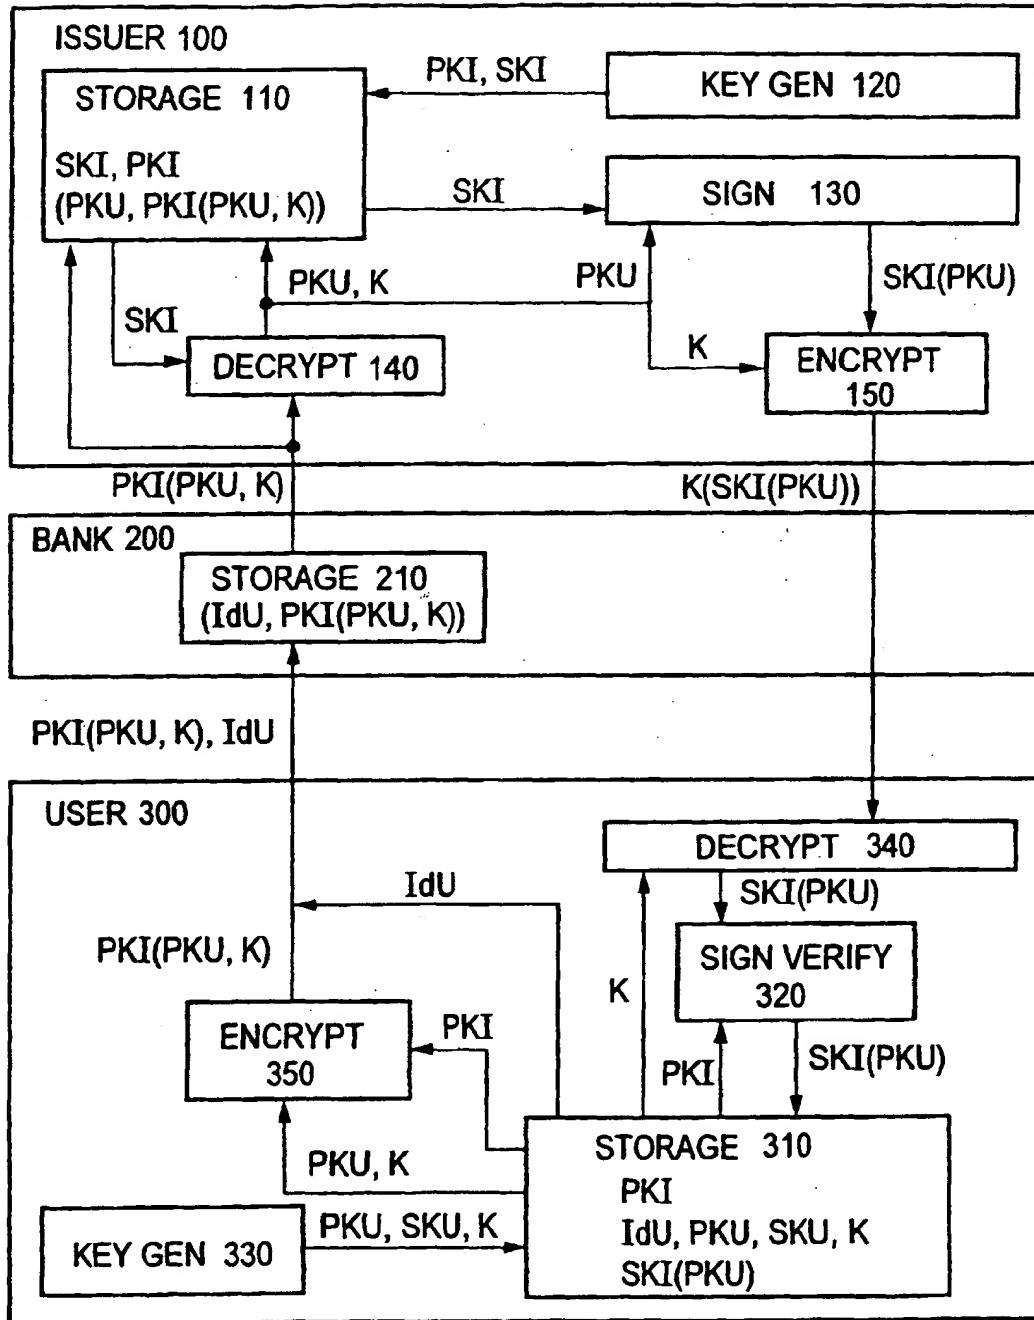 ISSUER 100
STORAGE 110
SKI, PKI
(PKU, PKI(PKU, K))
PKI, SKI
KEY GEN 120
SKI
SIGN 130
PKU, K
PKU
SKI(PKU)
SKI
DECRYPT 140
K
ENCRYPT
150
PKI(PKU, K)
K(SKI(PKU))
BANK 200
STORAGE 210
(IdU, PKI(PKU, K))
PKI(PKU, K), IdU
USER 300
DECRYPT 340
IdU
SKI(PKU)
PKI(PKU, K)
SIGN VERIFY
320
K
ENCRYPT
350
PKI
PKI
SKI(PKU)
PKU, K
STORAGE 310
PKI
IdU, PKU, SKU, K
SKI(PKU)
KEY GEN 330
PKU, SKU, K